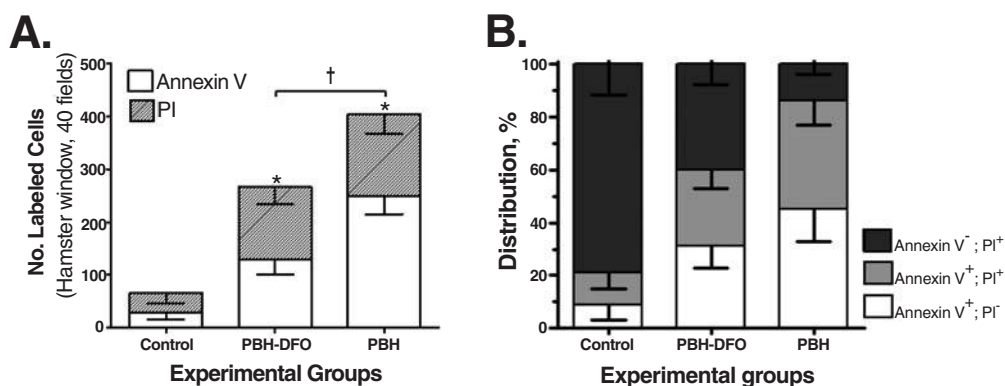 A.
500
400
300
200
100
0
No. Labeled Cells
(Hamster window, 40 fields)
Annexin V
PI
†
*
*
Control
PBH-DFO
PBH
Experimental Groups
B.
100
80
60
40
20
0
Distribution, %
Control
PBH-DFO
PBH
Experimental groups
Annexin V⁻; PI⁺
Annexin V⁺; PI⁺
Annexin V⁺; PI⁻